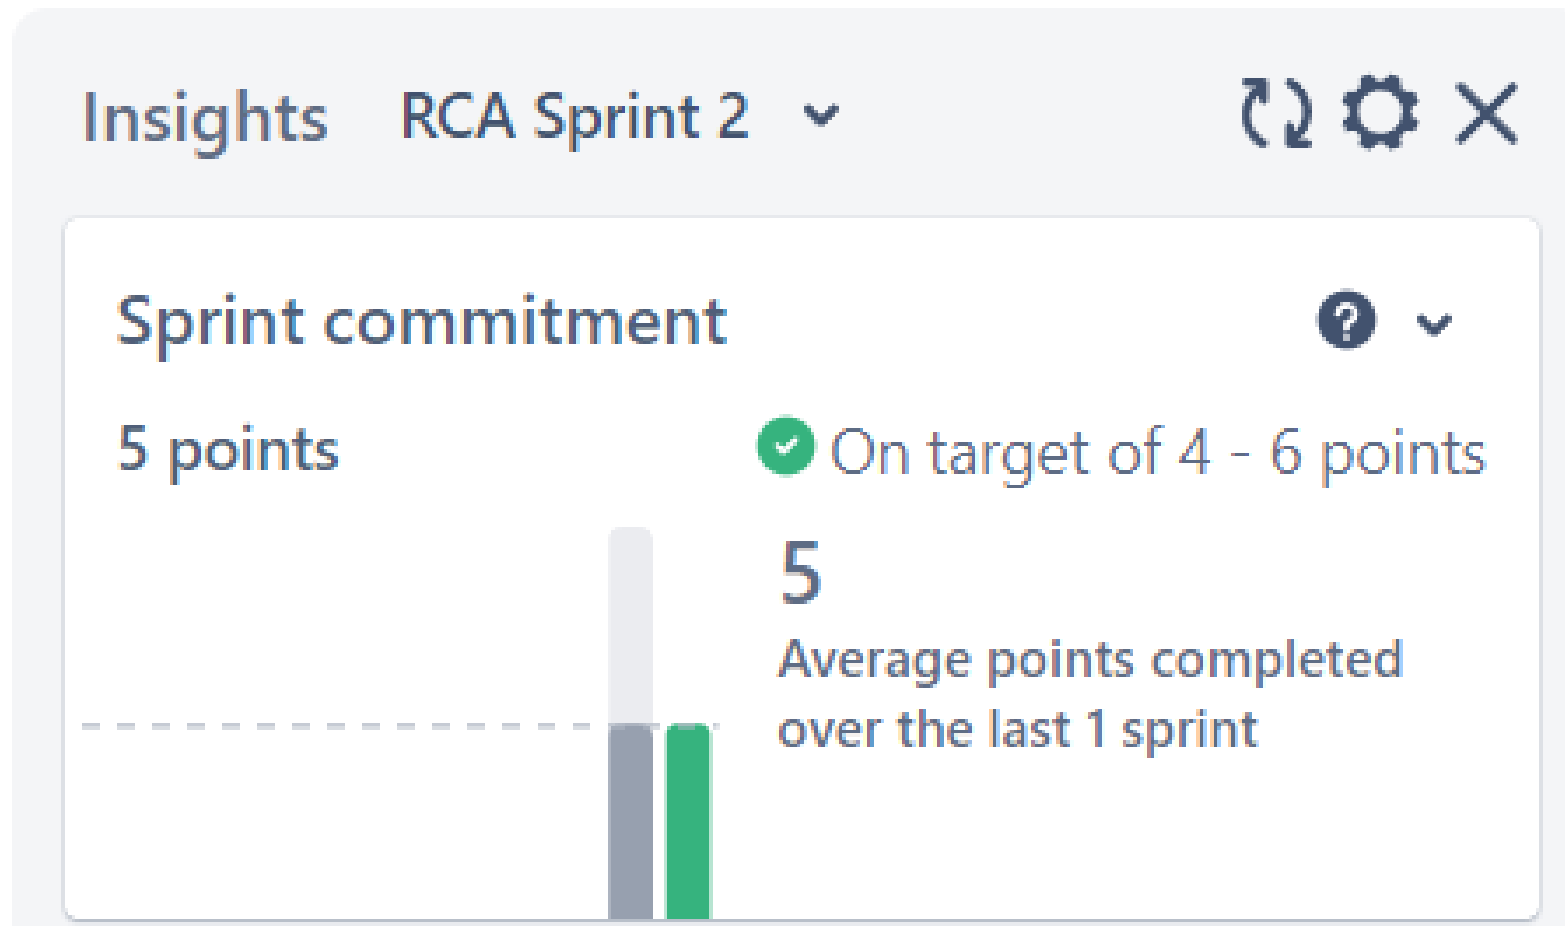 Insights RCA Sprint 2
Sprint commitment
5 points
On target of 4 - 6 points
5
Average points completed
over the last 1 sprint